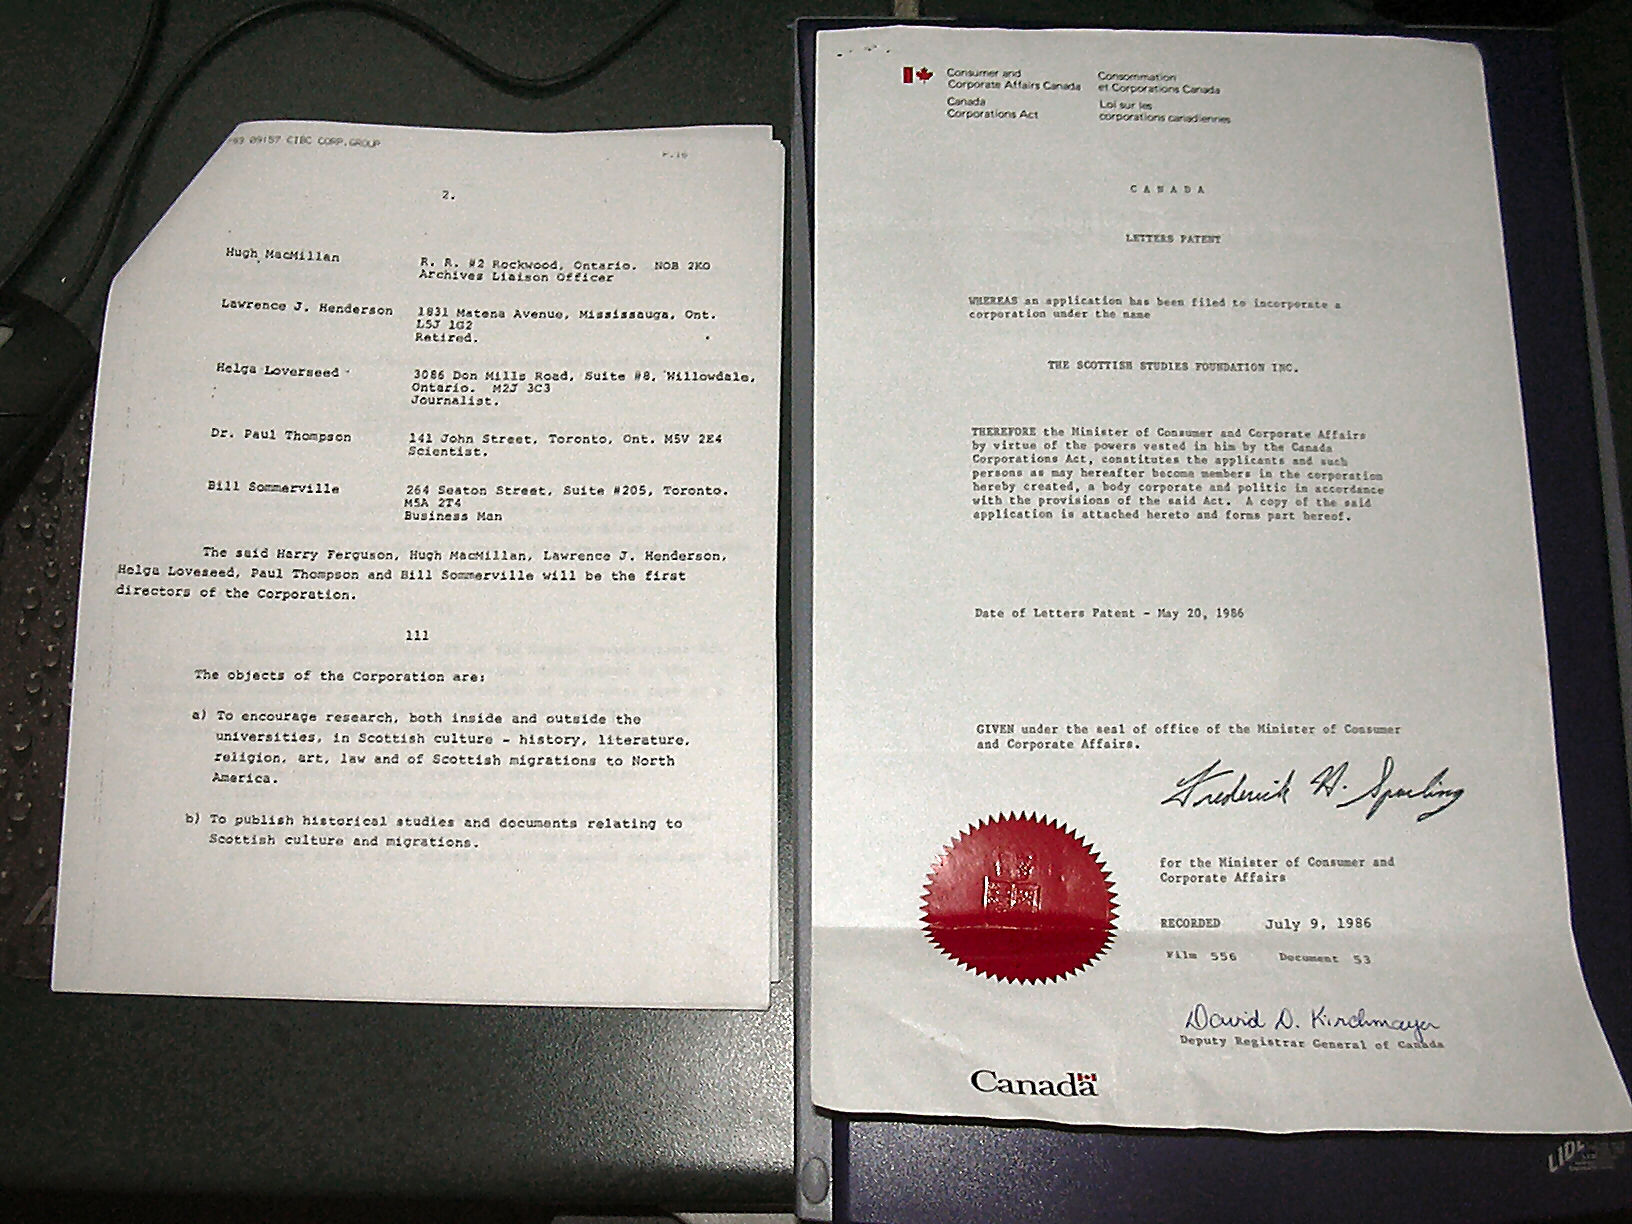 -93 09:57 CIBC CORP.GROUP
P.16
2.
Hugh MacMillan
R. R. #2 Rockwood, Ontario. N0B 2K0
Archives Liaison Officer
Lawrence J. Henderson
1831 Matena Avenue, Mississauga, Ont.
L5J 1G2
Retired.
Helga Loverseed
3086 Don Mills Road, Suite #8, Willowdale,
Ontario. M2J 3C3
Journalist.
Dr. Paul Thompson
141 John Street, Toronto, Ont. M5V 2E4
Scientist.
Bill Sommerville
264 Seaton Street, Suite #205, Toronto.
M5A 2T4
Business Man
The said Harry Ferguson, Hugh MacMillan, Lawrence J. Henderson,
Helga Loveseed, Paul Thompson and Bill Sommerville will be the first
directors of the Corporation.
111
The objects of the Corporation are:
a) To encourage research, both inside and outside the
universities, in Scottish culture - history, literature,
religion, art, law and of Scottish migrations to North
America.
b) To publish historical studies and documents relating to
Scottish culture and migrations.
Consumer and
Corporate Affairs Canada
Consommation
et Corporations Canada
Canada
Corporations Act
Loi sur les
corporations canadiennes
CANADA
LETTERS PATENT
WHEREAS an application has been filed to incorporate a
corporation under the name
THE SCOTTISH STUDIES FOUNDATION INC.
THEREFORE the Minister of Consumer and Corporate Affairs
by virtue of the powers vested in him by the Canada
Corporations Act, constitutes the applicants and such
persons as may hereafter become members in the corporation
hereby created, a body corporate and politic in accordance
with the provisions of the said Act. A copy of the said
application is attached hereto and forms part hereof.
Date of Letters Patent - May 20, 1986
GIVEN under the seal of office of the Minister of Consumer
and Corporate Affairs.
Frederick H. Sparling
for the Minister of Consumer and
Corporate Affairs
RECORDED July 9, 1986
Film 556 Document 53
David D. Kirchmayer
Deputy Registrar General of Canada
Canada